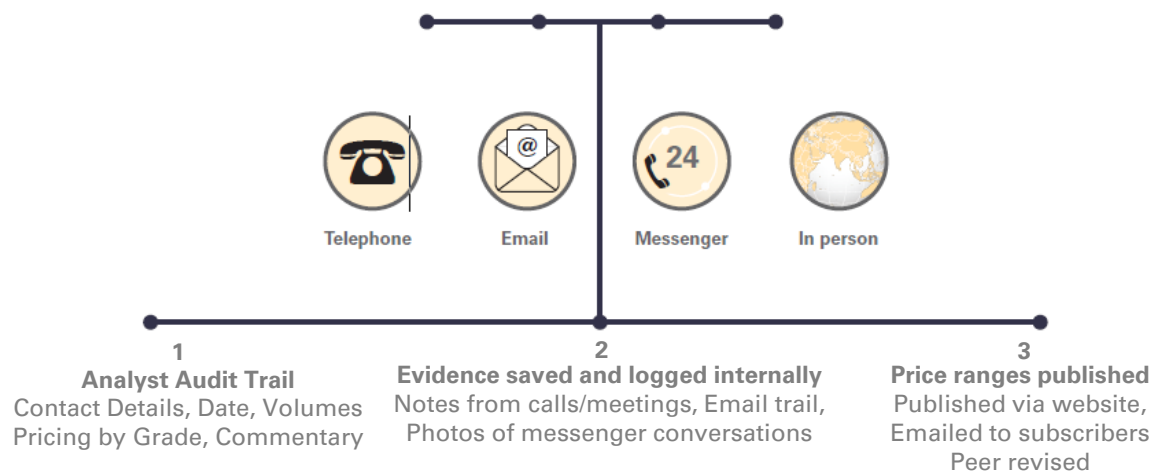 @
24
Telephone
Email
Messenger
In person
1
Analyst Audit Trail
Contact Details, Date, Volumes
Pricing by Grade, Commentary
2
Evidence saved and logged internally
Notes from calls/meetings, Email trail,
Photos of messenger conversations
3
Price ranges published
Published via website,
Emailed to subscribers
Peer revised